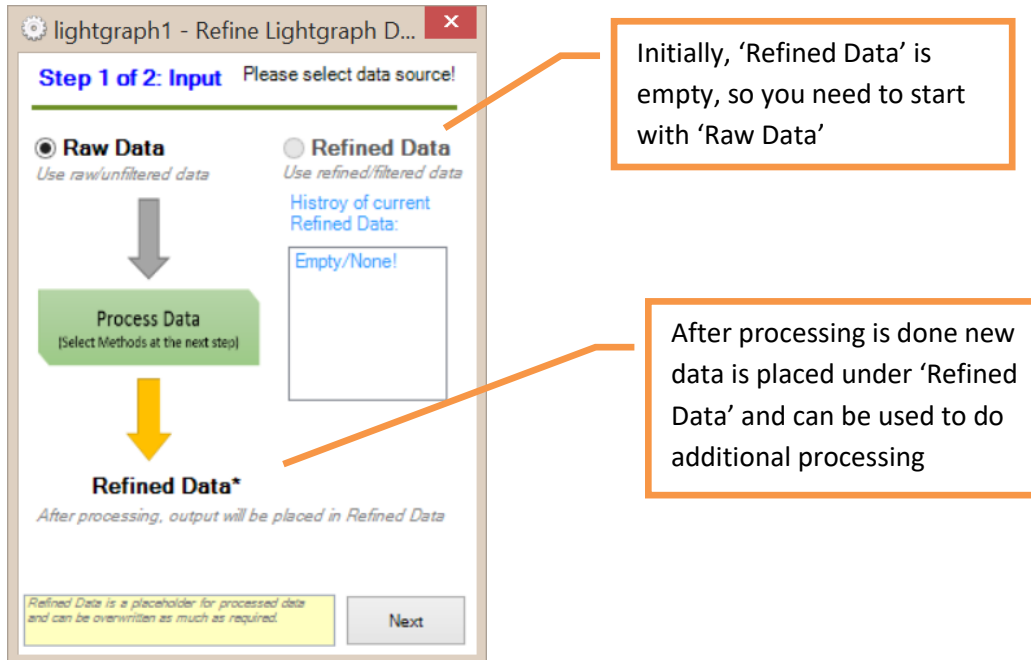 lightgraph1 - Refine Lightgraph D...
Step 1 of 2: Input Please select data source!
Raw Data
Use raw/unfiltered data
Refined Data
Use refined/filtered data
Histroy of current
Refined Data:
Empty/None!
Process Data
(Select Methods at the next step)
Refined Data*
After processing, output will be placed in Refined Data
Refined Data is a placeholder for processed data
and can be overwritten as much as required.
Next
Initially, ‘Refined Data’ is
empty, so you need to start
with ‘Raw Data’
After processing is done new
data is placed under ‘Refined
Data’ and can be used to do
additional processing